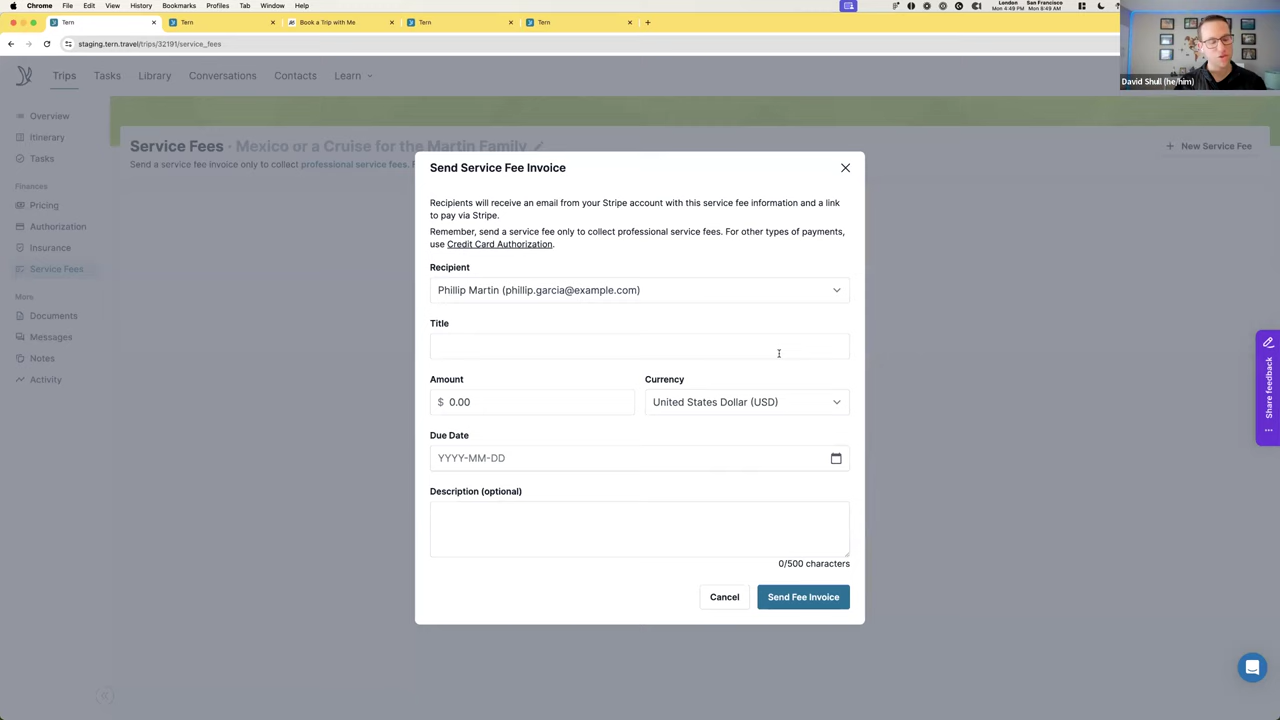 Chrome File Edit View History Bookmarks Profiles Tab Window Help
London San Francisco
Mon 4:49 PM Mon 8:49 AM
Tern Tern Book a Trip with Me Tern Tern
staging.tern.travel/trips/32191/service_fees
David Shull (he/him)
Trips Tasks Library Conversations Contacts Learn
Overview
Itinerary
Tasks
Finances
Pricing
Authorization
Insurance
Service Fees
More
Documents
Messages
Notes
Activity
Service Fees · Mexico or a Cruise for the Martin Family
New Service Fee
Send a service fee invoice only to collect professional service fees.
Send Service Fee Invoice
Recipients will receive an email from your Stripe account with this service fee information and a link
to pay via Stripe.
Remember, send a service fee only to collect professional service fees. For other types of payments,
use Credit Card Authorization.
Recipient
Phillip Martin (phillip.garcia@example.com)
Title
Amount Currency
$ 0.00 United States Dollar (USD)
Due Date
YYYY-MM-DD
Description (optional)
0/500 characters
Cancel Send Fee Invoice
Share feedback